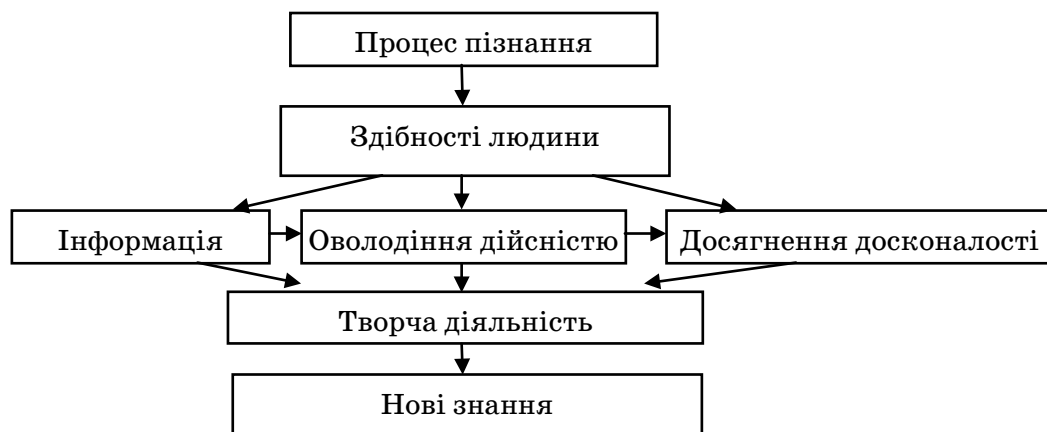 Процес пізнання
Здібності людини
Інформація
Оволодіння дійсністю
Досягнення досконалості
Творча діяльність
Нові знання